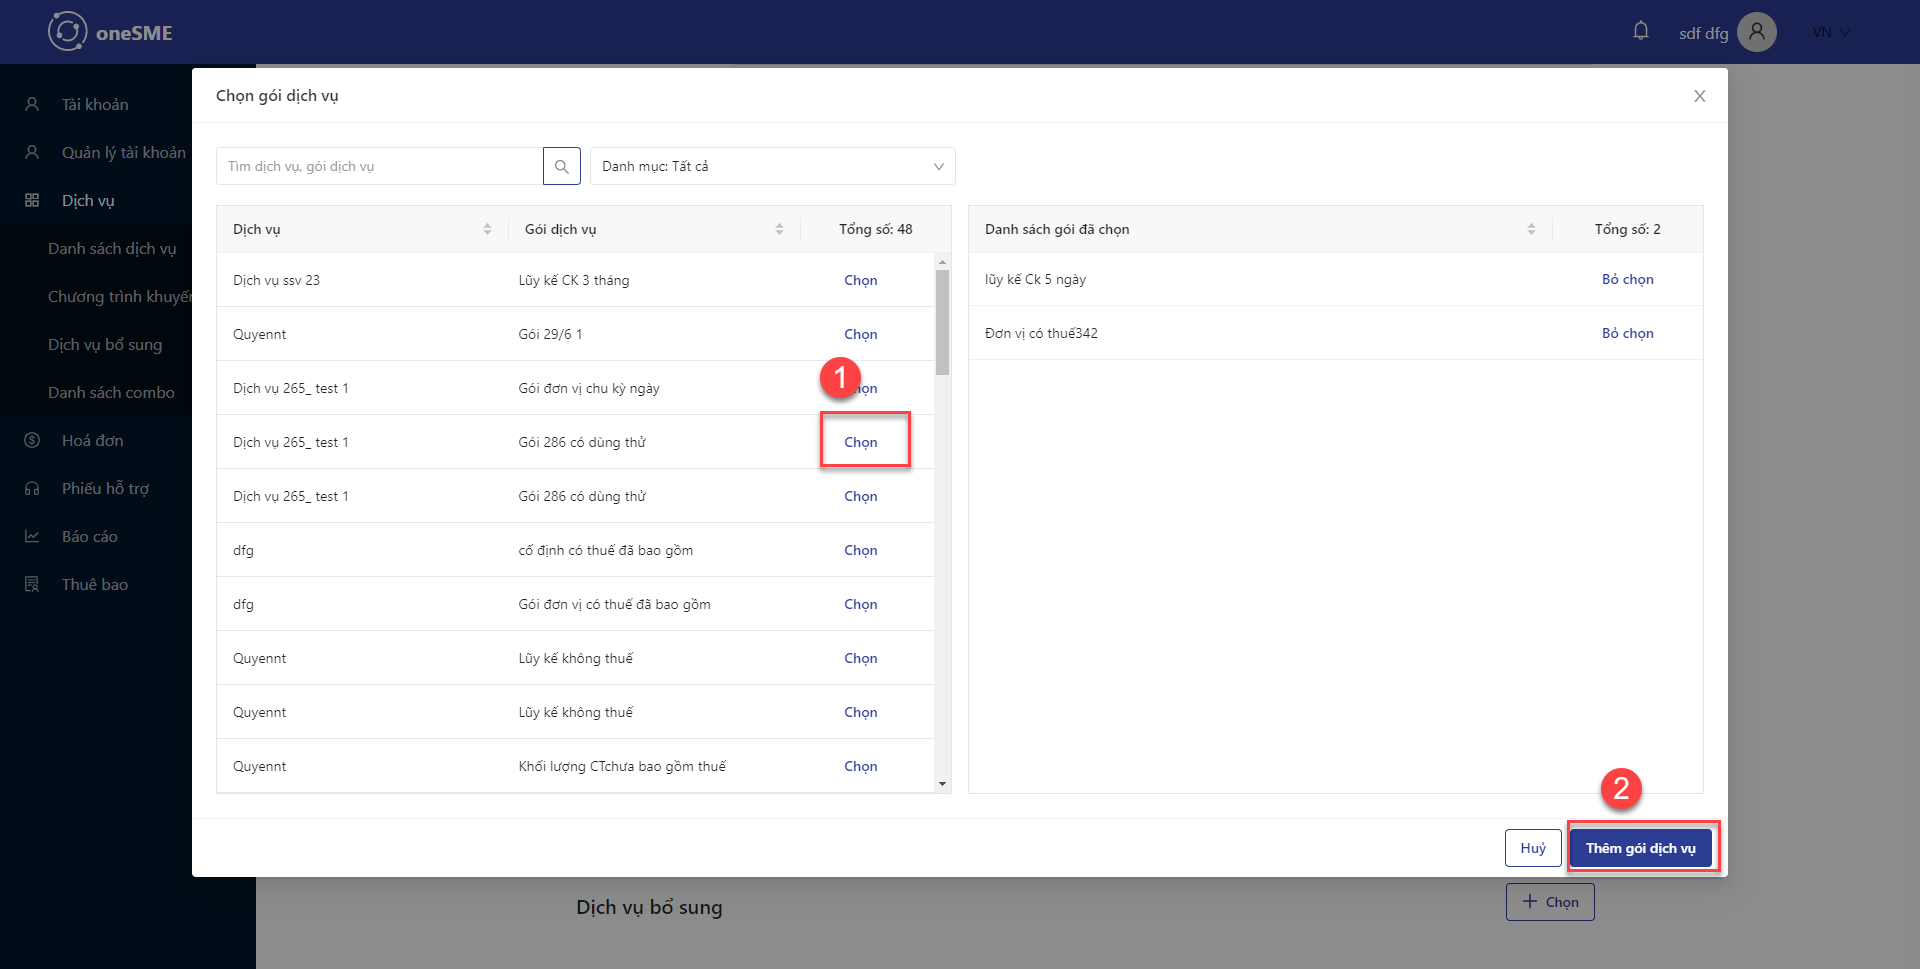 oneSME
sdf dfg
VN
Tài khoản
Quản lý tài khoản
Dịch vụ
Danh sách dịch vụ
Chương trình khuyến
Dịch vụ bổ sung
Danh sách combo
Hoá đơn
Phiếu hỗ trợ
Báo cáo
Thuê bao
Chọn gói dịch vụ
X
Tìm dịch vụ, gói dịch vụ
Danh mục: Tất cả
Dịch vụ Gói dịch vụ Tổng số: 48
Dịch vụ ssv 23 Lũy kế CK 3 tháng Chọn
Quyennt Gói 29/6 1 Chọn
1
Dịch vụ 265_ test 1 Gói đơn vị chu kỳ ngày họn
Dịch vụ 265_ test 1 Gói 286 có dùng thử Chọn
Dịch vụ 265_ test 1 Gói 286 có dùng thử Chọn
dfg cố định có thuế đã bao gồm Chọn
dfg Gói đơn vị có thuế đã bao gồm Chọn
Quyennt Lũy kế không thuế Chọn
Quyennt Lũy kế không thuế Chọn
Quyennt Khối lượng CTchưa bao gồm thuế Chọn
Danh sách gói đã chọn Tổng số: 2
lũy kế Ck 5 ngày Bỏ chọn
Đơn vị có thuế342 Bỏ chọn
2
Huỷ Thêm gói dịch vụ
Dịch vụ bổ sung
+ Chọn